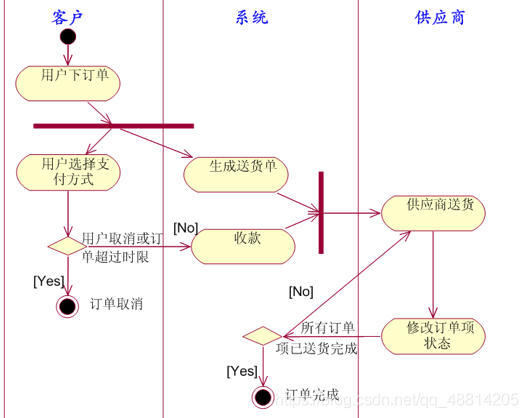 客户
系统
供应商
用户下订单
用户选择支
付方式
生成送货单
供应商送货
用户取消或订
单超过时限
[No]
收款
[Yes]
订单取消
[No]
所有订单
项已送货完成
修改订单项
状态
[Yes]
订单完成
https://blog.csdn.net/qq_48814205